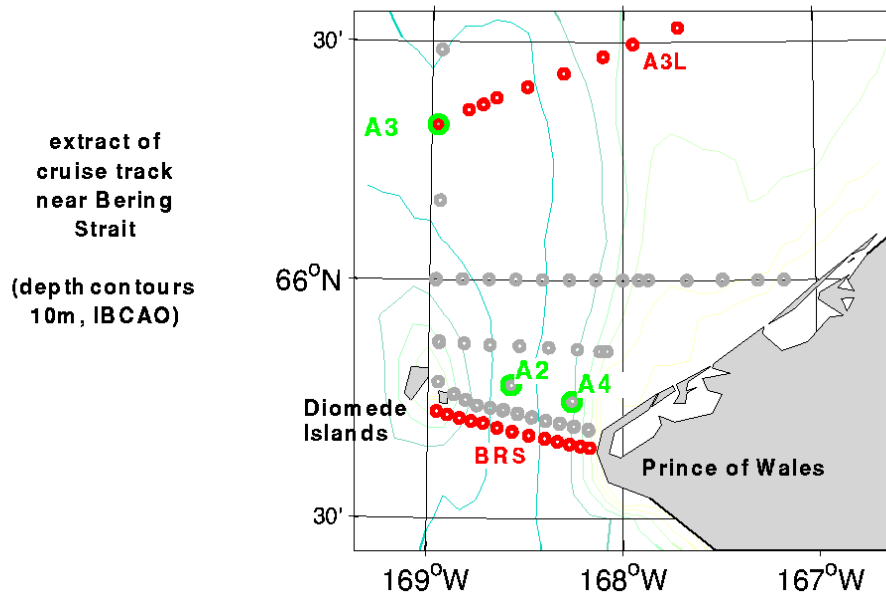 30'
A3L
A3
extract of
cruise track
near Bering
Strait
(depth contours
10m, IBCAO)
66°N
A2
A4
Diomede
Islands
BRS
Prince of Wales
30'
169°W
168°W
167°W